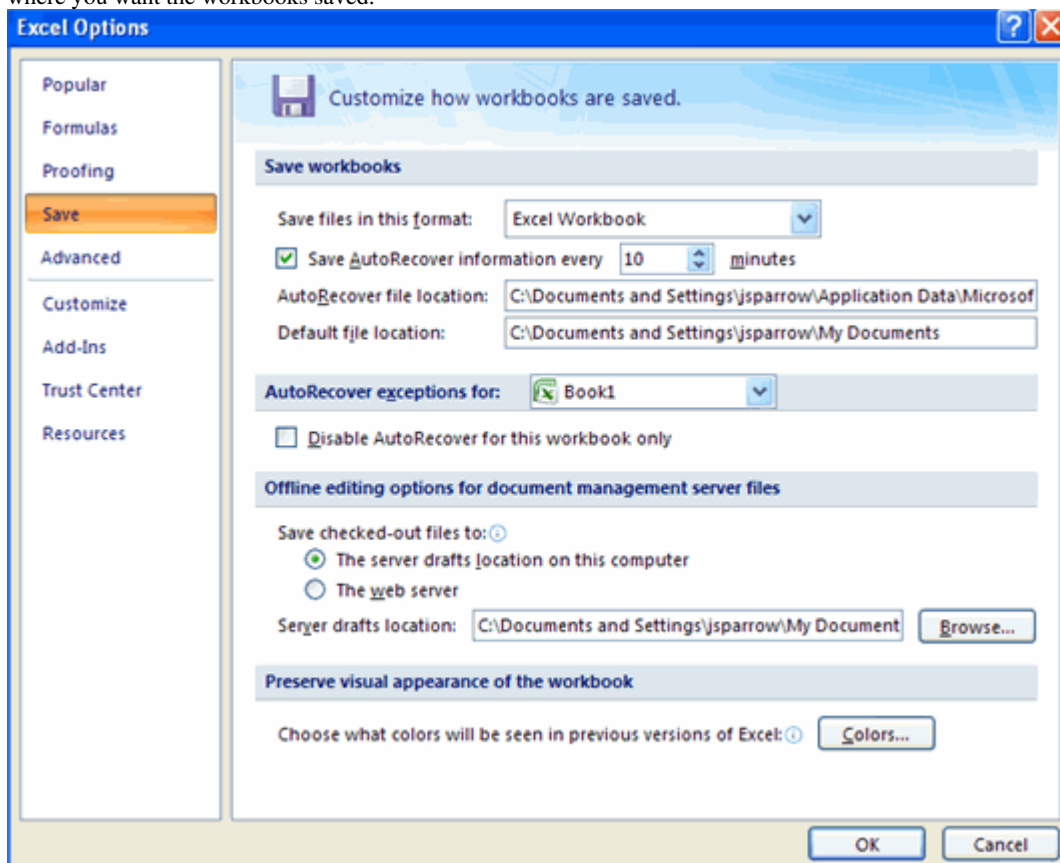 where you want the workbooks saved.
Excel Options
Popular
Formulas
Proofing
Save
Advanced
Customize
Add-Ins
Trust Center
Resources
Customize how workbooks are saved.
Save workbooks
Save files in this format: Excel Workbook
Save AutoRecover information every 10 minutes
AutoRecover file location: C:\Documents and Settings\jsparrow\Application Data\Microsof
Default file location: C:\Documents and Settings\jsparrow\My Documents
AutoRecover exceptions for: Book1
Disable AutoRecover for this workbook only
Offline editing options for document management server files
Save checked-out files to:
The server drafts location on this computer
The web server
Server drafts location: C:\Documents and Settings\jsparrow\My Document Browse...
Preserve visual appearance of the workbook
Choose what colors will be seen in previous versions of Excel: Colors...
OK Cancel